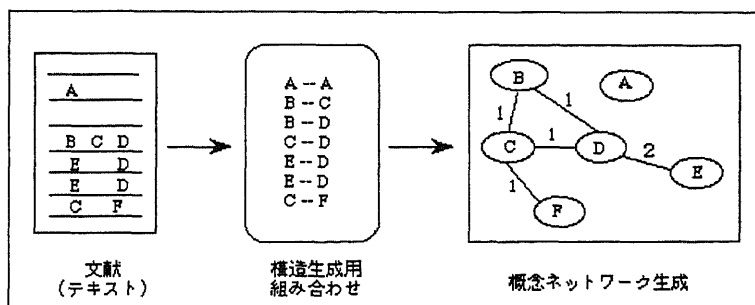 A
B C D
E D
E D
C F
文献
(テキスト)
A--A
B--C
B--D
C--D
E--D
E--D
C--F
構造生成用
組み合わせ
B
A
1
1
C
1
D
2
E
1
F
概念ネットワーク生成